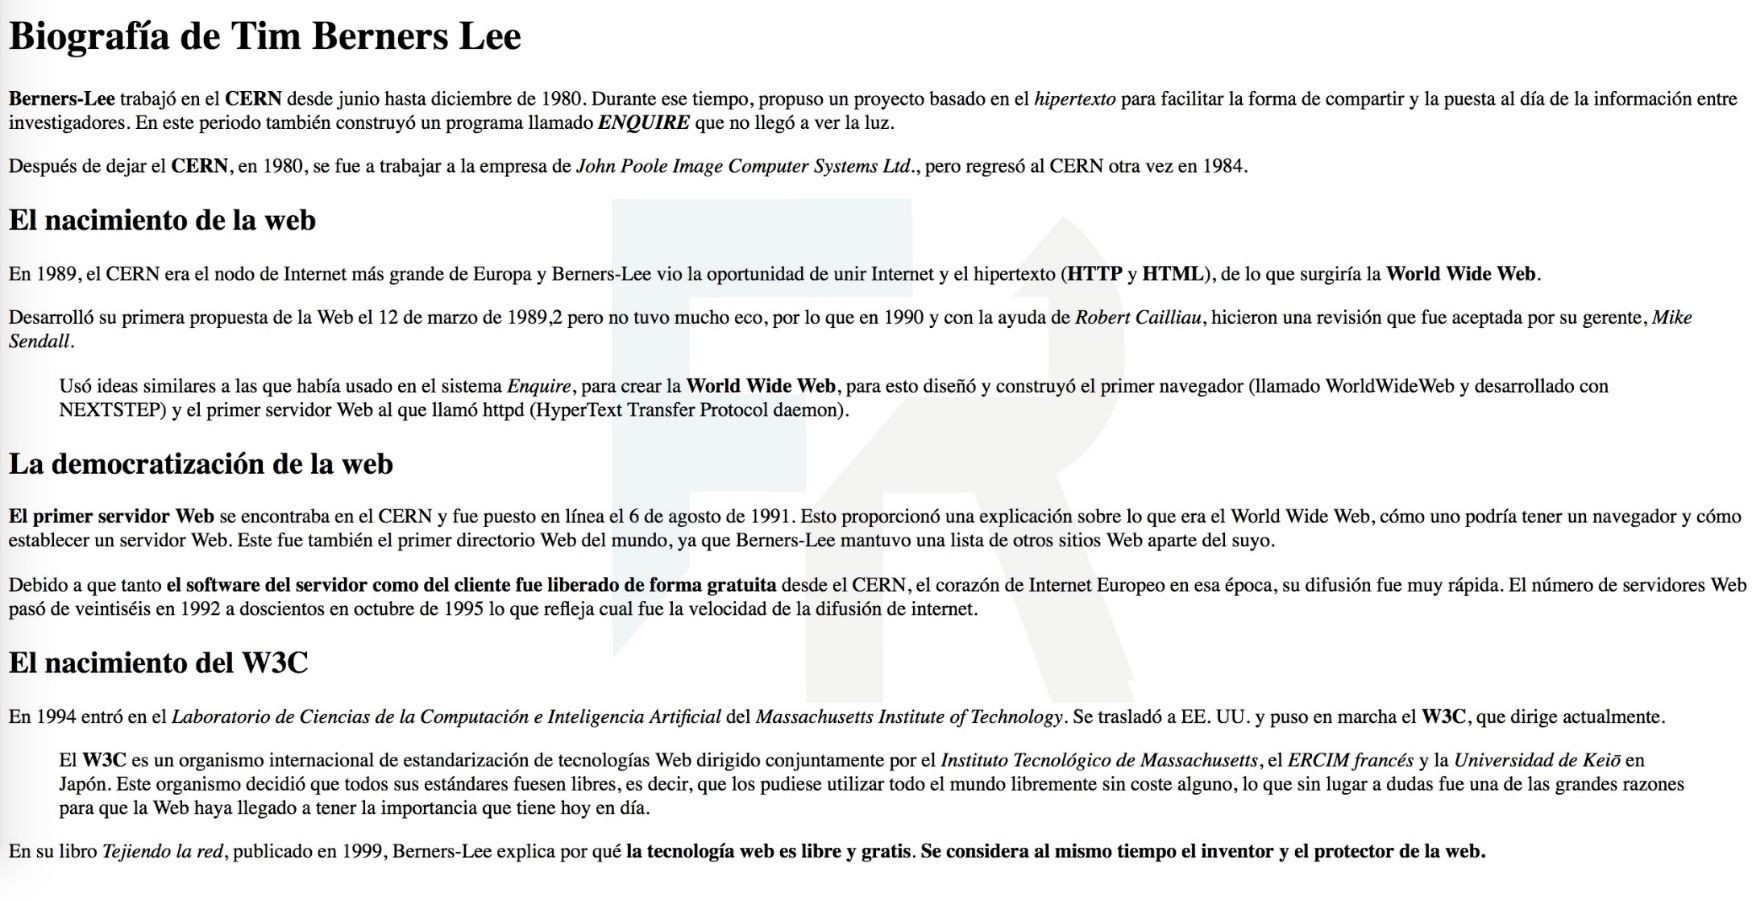 Biografía de Tim Berners Lee
Berners-Lee trabajó en el CERN desde junio hasta diciembre de 1980. Durante ese tiempo, propuso un proyecto basado en el hipertexto para facilitar la forma de compartir y la puesta al día de la información entre
investigadores. En este periodo también construyó un programa llamado ENQUIRE que no llegó a ver la luz.
Después de dejar el CERN, en 1980, se fue a trabajar a la empresa de John Poole Image Computer Systems Ltd., pero regresó al CERN otra vez en 1984.
El nacimiento de la web
En 1989, el CERN era el nodo de Internet más grande de Europa y Berners-Lee vio la oportunidad de unir Internet y el hipertexto (HTTP y HTML), de lo que surgiría la World Wide Web.
Desarrolló su primera propuesta de la Web el 12 de marzo de 1989,2 pero no tuvo mucho eco, por lo que en 1990 y con la ayuda de Robert Cailliau, hicieron una revisión que fue aceptada por su gerente, Mike
Sendall.
Usó ideas similares a las que había usado en el sistema Enquire, para crear la World Wide Web, para esto diseñó y construyó el primer navegador (llamado WorldWideWeb y desarrollado con
NEXTSTEP) y el primer servidor Web al que llamó httpd (HyperText Transfer Protocol daemon).
La democratización de la web
El primer servidor Web se encontraba en el CERN y fue puesto en línea el 6 de agosto de 1991. Esto proporcionó una explicación sobre lo que era el World Wide Web, cómo uno podría tener un navegador y cómo
establecer un servidor Web. Este fue también el primer directorio Web del mundo, ya que Berners-Lee mantuvo una lista de otros sitios Web aparte del suyo.
Debido a que tanto el software del servidor como del cliente fue liberado de forma gratuita desde el CERN, el corazón de Internet Europeo en esa época, su difusión fue muy rápida. El número de servidores Web
pasó de veintiséis en 1992 a doscientos en octubre de 1995 lo que refleja cual fue la velocidad de la difusión de internet.
El nacimiento del W3C
En 1994 entró en el Laboratorio de Ciencias de la Computación e Inteligencia Artificial del Massachusetts Institute of Technology. Se trasladó a EE. UU. y puso en marcha el W3C, que dirige actualmente.
El W3C es un organismo internacional de estandarización de tecnologías Web dirigido conjuntamente por el Instituto Tecnológico de Massachusetts, el ERCIM francés y la Universidad de Keiō en
Japón. Este organismo decidió que todos sus estándares fuesen libres, es decir, que los pudiese utilizar todo el mundo libremente sin coste alguno, lo que sin lugar a dudas fue una de las grandes razones
para que la Web haya llegado a tener la importancia que tiene hoy en día.
En su libro Tejiendo la red, publicado en 1999, Berners-Lee explica por qué la tecnología web es libre y gratis. Se considera al mismo tiempo el inventor y el protector de la web.